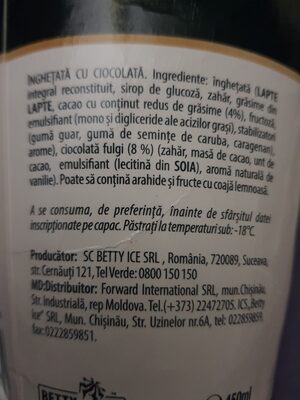 ÎNGHEȚATĂ CU CIOCOLATĂ. Ingrediente: înghețată (LAPTE
integral reconstituit, sirop de glucoză, zahăr, grăsime din
LAPTE, cacao cu conținut redus de grăsime (4%), fructoză,
emulsifiant (mono și digliceride ale acizilor grași), stabilizatori
(gumă guar, gumă de semințe de caruba, caragenan),
arome), ciocolată fulgi (8 %) (zahăr, masă de cacao, unt de
cacao, emulsifiant (lecitină din SOIA), aromă naturală de
vanilie). Poate să conțină arahide și fructe cu coajă lemnoasă.
A se consuma, de preferință, înainte de sfârșitul datei
inscripționate pe capac. Păstrați la temperaturi sub: -18°C.
Producător: SC BETTY ICE SRL, România, 720089, Suceava,
str. Cernăuți 121, Tel Verde: 0800 150 150
MD:Distribuitor: Forward International SRL, mun. Chișinău,
Str. Industrială, rep Moldova. Tel.(+373) 22472705. ICS„Betty
Ice" SRL, Mun. Chișinău, Str. Uzinelor nr.6A, tel: 022859859,
fax:0222859851.
BETTY
450ml